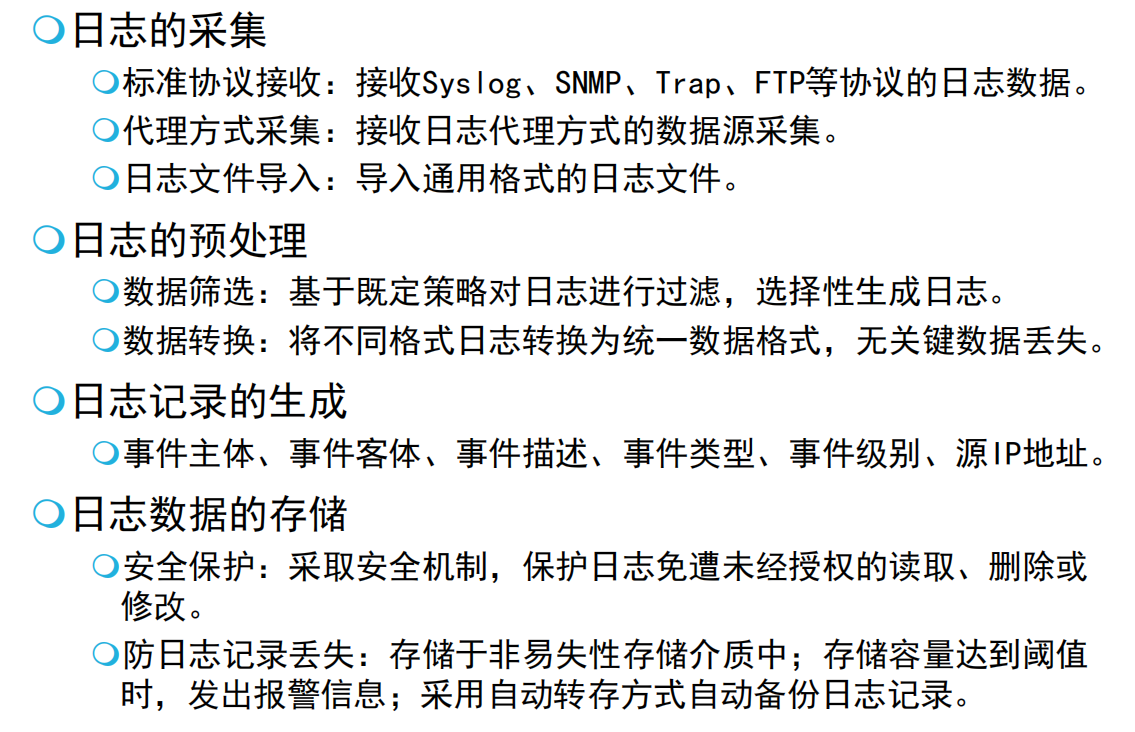 日志的采集
标准协议接收：接收Syslog、SNMP、Trap、FTP等协议的日志数据。
代理方式采集：接收日志代理方式的数据源采集。
日志文件导入：导入通用格式的日志文件。
日志的预处理
数据筛选：基于既定策略对日志进行过滤，选择性生成日志。
数据转换：将不同格式日志转换为统一数据格式，无关键数据丢失。
日志记录的生成
事件主体、事件客体、事件描述、事件类型、事件级别、源IP地址。
日志数据的存储
安全保护：采取安全机制，保护日志免遭未经授权的读取、删除或
修改。
防日志记录丢失：存储于非易失性存储介质中；存储容量达到阈值
时，发出报警信息；采用自动转存方式自动备份日志记录。